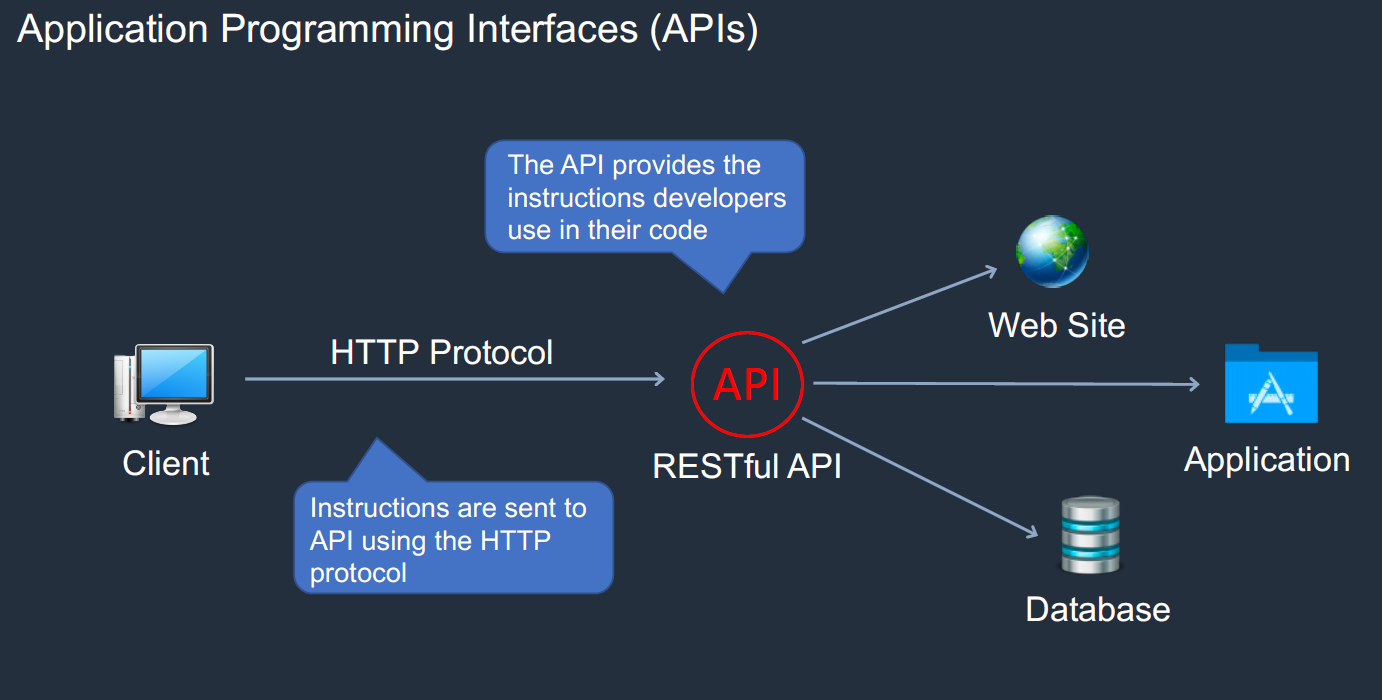 Application Programming Interfaces (APIs)
The API provides the
instructions developers
use in their code
Web Site
HTTP Protocol
API
Client
RESTful API
Application
Instructions are sent to
API using the HTTP
protocol
Database